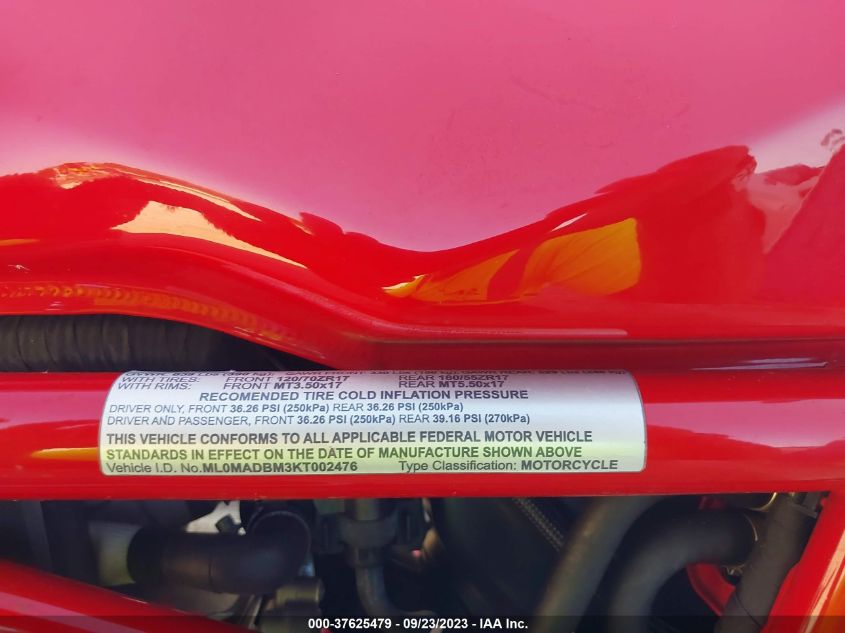 WITH TIRES: FRONT 120/70ZR17 REAR 160/55ZR17
WITH RIMS: FRONT MT3.50x17 REAR MT5.50x17
RECOMENDED TIRE COLD INFLATION PRESSURE
DRIVER ONLY, FRONT 36.26 PSI (250kPa) REAR 36.26 PSI (250kPa)
DRIVER AND PASSENGER, FRONT 36.26 PSI (250kPa) REAR 39.16 PSI (270kPa)
THIS VEHICLE CONFORMS TO ALL APPLICABLE FEDERAL MOTOR VEHICLE
STANDARDS IN EFFECT ON THE DATE OF MANUFACTURE SHOWN ABOVE
Vehicle I.D. No.ML0MADBM3KT002476 Type Classification: MOTORCYCLE
000-37625479 - 09/23/2023 - IAA Inc.